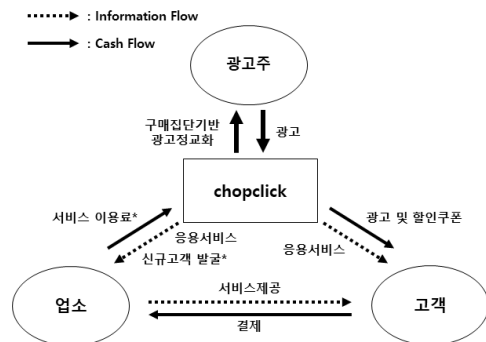 : Information Flow
: Cash Flow
광고주
구매집단기반
광고정교화
광고
chopclick
서비스 이용료*
광고 및 할인쿠폰
응용서비스
응용서비스
신규고객 발굴*
업소
서비스제공
고객
결제